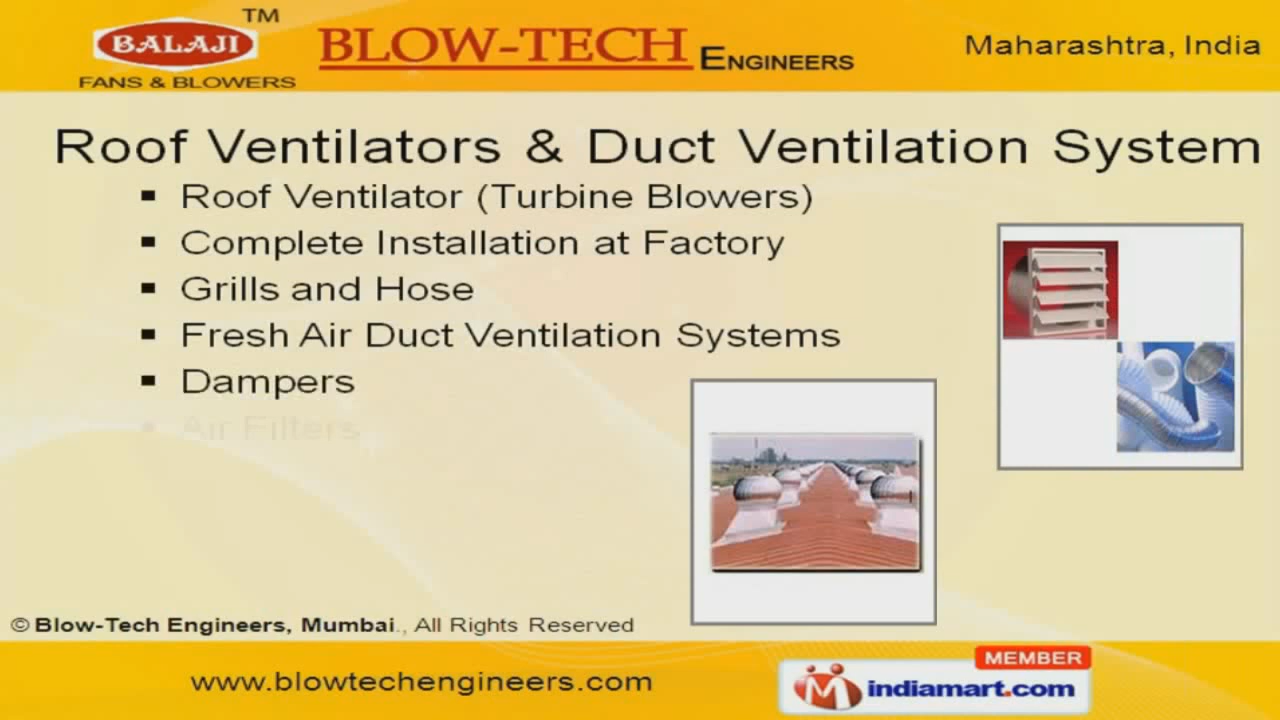 TM
BALAJI
FANS & BLOWERS
BLOW-TECH ENGINEERS
Maharashtra, India
Roof Ventilators & Duct Ventilation System
▪ Roof Ventilator (Turbine Blowers)
▪ Complete Installation at Factory
▪ Grills and Hose
▪ Fresh Air Duct Ventilation Systems
▪ Dampers
▪ Air Filters
© Blow-Tech Engineers, Mumbai., All Rights Reserved
www.blowtechengineers.com
MEMBER
indiamart.com